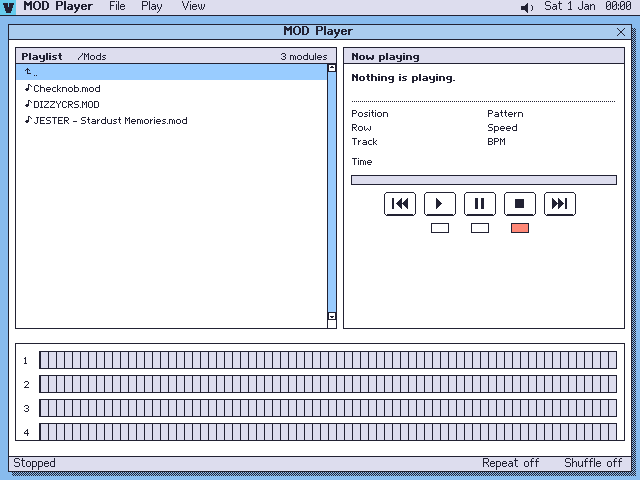 V MOD Player File Play View Sat 1 Jan 00:00
MOD Player
Playlist /Mods 3 modules
..
Checknob.mod
DIZZYCRS.MOD
JESTER - Stardust Memories.mod
Now playing
Nothing is playing.
Position Pattern
Row Speed
Track BPM
Time
1
2
3
4
Stopped Repeat off Shuffle off